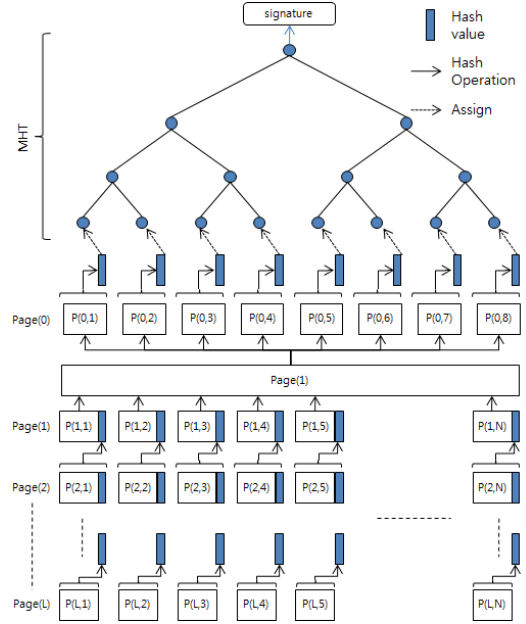 signature
Hash
value
Hash
Operation
Assign
MHT
Page(0) P(0,1) P(0,2) P(0,3) P(0,4) P(0,5) P(0,6) P(0,7) P(0,8)
Page(1)
Page(1) P(1,1) P(1,2) P(1,3) P(1,4) P(1,5) P(1,N)
Page(2) P(2,1) P(2,2) P(2,3) P(2,4) P(2,5) P(2,N)
Page(L) P(L,1) P(L,2) P(L,3) P(L,4) P(L,5) P(L,N)